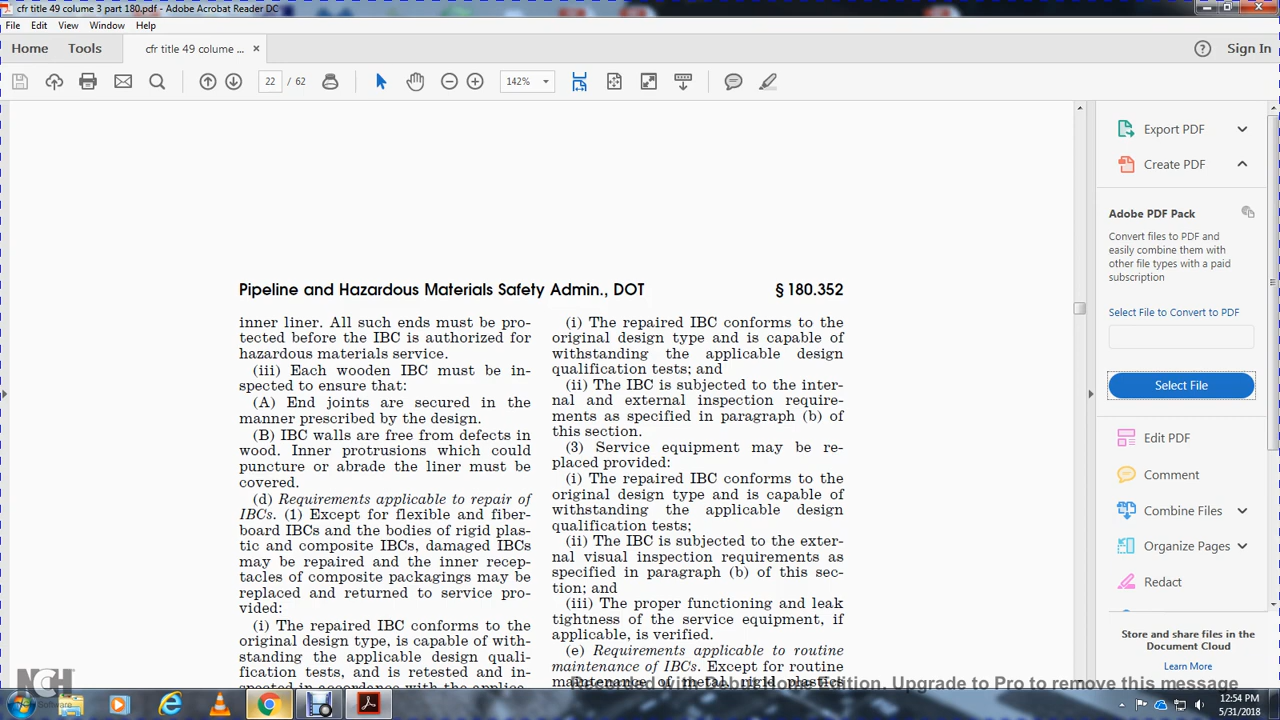 cfr title 49 colume 3 part 180.pdf - Adobe Acrobat Reader DC
File Edit View Window Help
Home Tools cfr title 49 colume ... × Sign In
22 / 62 142%
Pipeline and Hazardous Materials Safety Admin., DOT § 180.352
inner liner. All such ends must be pro-
tected before the IBC is authorized for
hazardous materials service.
(iii) Each wooden IBC must be in-
spected to ensure that:
(A) End joints are secured in the
manner prescribed by the design.
(B) IBC walls are free from defects in
wood. Inner protrusions which could
puncture or abrade the liner must be
covered.
(d) Requirements applicable to repair of
IBCs. (1) Except for flexible and fiber-
board IBCs and the bodies of rigid plas-
tic and composite IBCs, damaged IBCs
may be repaired and the inner recep-
tacles of composite packagings may be
replaced and returned to service pro-
vided:
(i) The repaired IBC conforms to the
original design type, is capable of with-
standing the applicable design quali-
fication tests, and is retested and in-
spected in accordance with the applic-
(i) The repaired IBC conforms to the
original design type and is capable of
withstanding the applicable design
qualification tests; and
(ii) The IBC is subjected to the inter-
nal and external inspection require-
ments as specified in paragraph (b) of
this section.
(3) Service equipment may be re-
placed provided:
(i) The repaired IBC conforms to the
original design type and is capable of
withstanding the applicable design
qualification tests;
(ii) The IBC is subjected to the exter-
nal visual inspection requirements as
specified in paragraph (b) of this sec-
tion; and
(iii) The proper functioning and leak
tightness of the service equipment, if
applicable, is verified.
(e) Requirements applicable to routine
maintenance of IBCs. Except for routine
maintenance of metal, rigid plastics
Export PDF
Create PDF
Adobe PDF Pack
Convert files to PDF and
easily combine them with
other file types with a paid
subscription
Select File to Convert to PDF
Select File
Edit PDF
Comment
Combine Files
Organize Pages
Redact
Store and share files in the
Document Cloud
Learn More
NCH
Software
Home Edition. Upgrade to Pro to remove this message
12:54 PM
5/31/2018